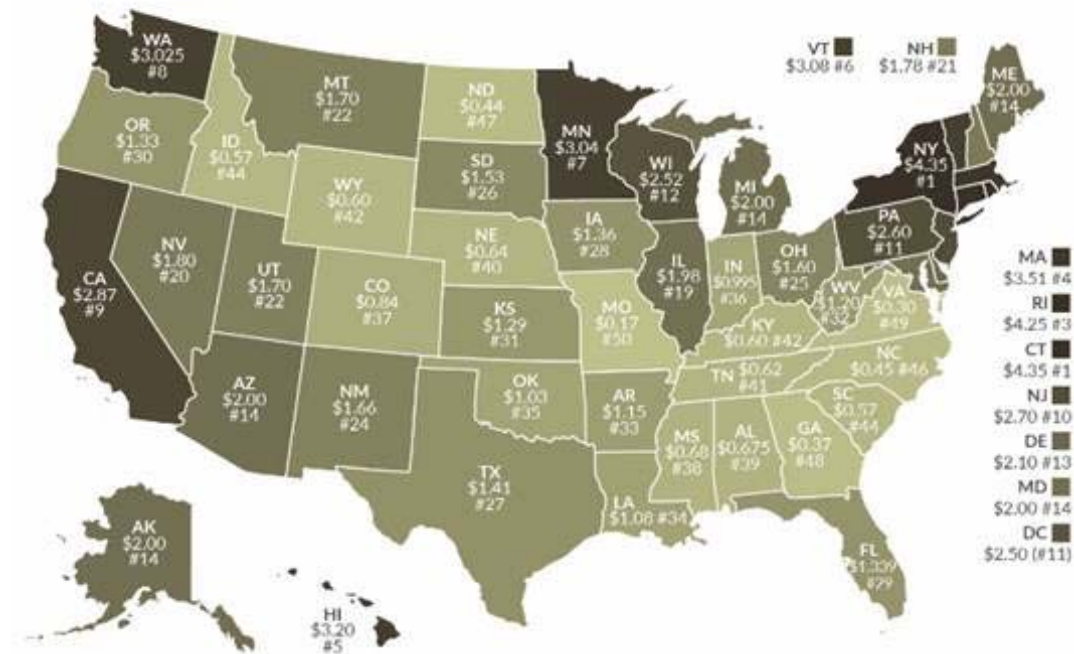 WA
$3.025
#8
MT
$1.70
#22
ND
$0.44
#47
MN
$3.04
#7
VT
$3.08 #6
NH
$1.78 #21
ME
$2.00
#14
OR
$1.33
#30
ID
$0.57
#44
WY
$0.60
#42
SD
$1.53
#26
WI
$2.52
#12
MI
$2.00
#14
NY
$4.35
#1
CA
$2.87
#9
NV
$1.80
#20
UT
$1.70
#22
CO
$0.84
#37
NE
$0.64
#40
KS
$1.29
#31
IA
$1.36
#28
MO
$0.17
#50
IL
$1.98
#19
IN
$0.995
#36
OH
$1.60
#25
PA
$2.60
#11
WV
$1.20
#32
VA
$0.30
#49
KY
$0.60 #42
NC
$0.45 #46
TN $0.62
#41
SC
$0.57
#44
AZ
$2.00
#14
NM
$1.66
#24
OK
$1.03
#35
AR
$1.15
#33
MS
$0.68
#38
AL
$0.675
#39
GA
$0.37
#48
TX
$1.41
#27
LA
$1.08 #34
FL
$1.339
#29
AK
$2.00
#14
HI
$3.20
#5
MA
$3.51 #4
RI
$4.25 #3
CT
$4.35 #1
NJ
$2.70 #10
DE
$2.10 #13
MD
$2.00 #14
DC
$2.50 (#11)